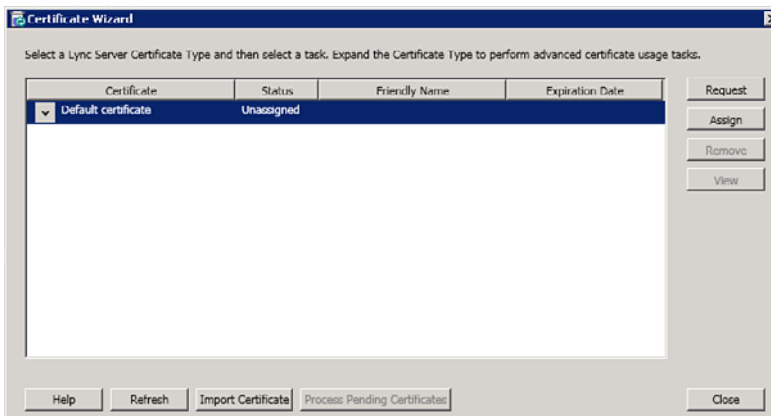 Certificate Wizard
Select a Lync Server Certificate Type and then select a task. Expand the Certificate Type to perform advanced certificate usage tasks.
Certificate Status Friendly Name Expiration Date Request
Default certificate Unassigned
Assign
Remove
View
Help Refresh Import Certificate Process Pending Certificates Close